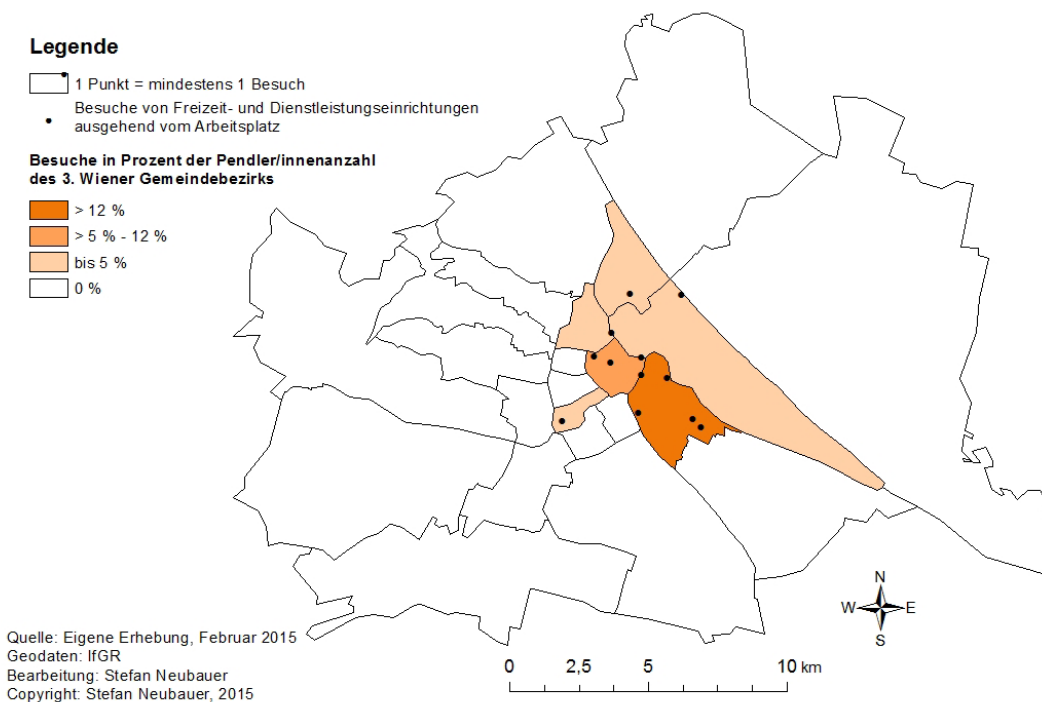 Legende
1 Punkt = mindestens 1 Besuch
Besuche von Freizeit- und Dienstleistungseinrichtungen
ausgehend vom Arbeitsplatz
Besuche in Prozent der Pendler/innenanzahl
des 3. Wiener Gemeindebezirks
> 12 %
> 5 % - 12 %
bis 5 %
0 %
N
W E
S
Quelle: Eigene Erhebung, Februar 2015
Geodaten: IfGR
Bearbeitung: Stefan Neubauer
Copyright: Stefan Neubauer, 2015
0 2,5 5 10 km